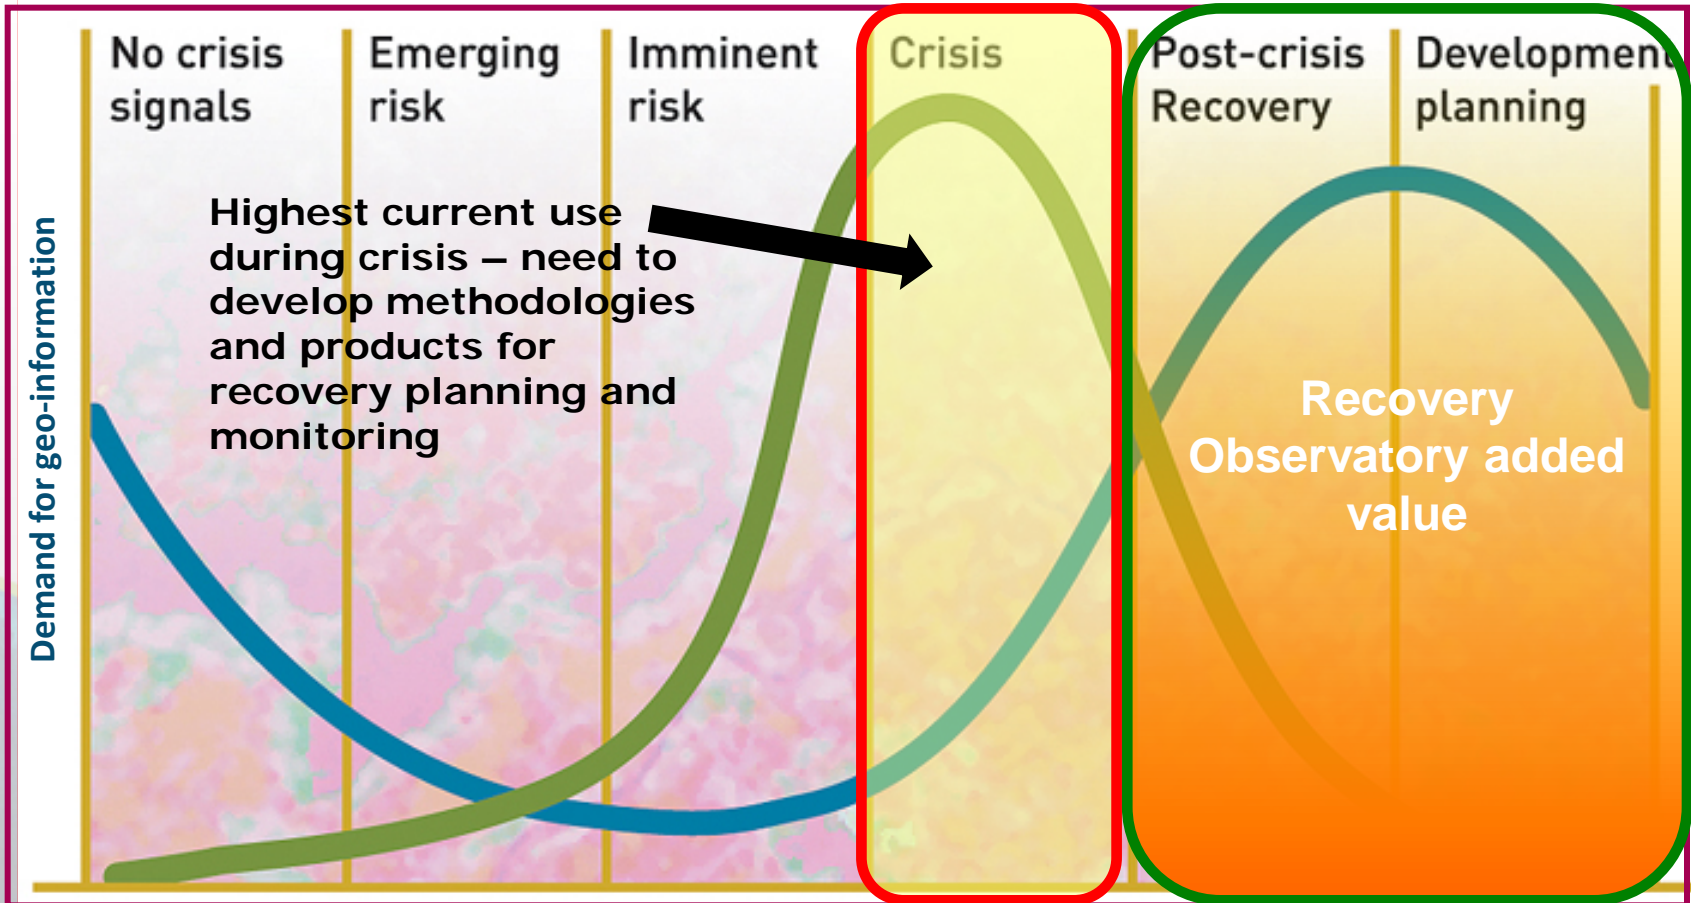 No crisis
signals
Emerging
risk
Imminent
risk
Crisis
Post-crisis
Recovery
Development
planning
Demand for geo-information
Highest current use
during crisis – need to
develop methodologies
and products for
recovery planning and
monitoring
Recovery
Observatory added
value